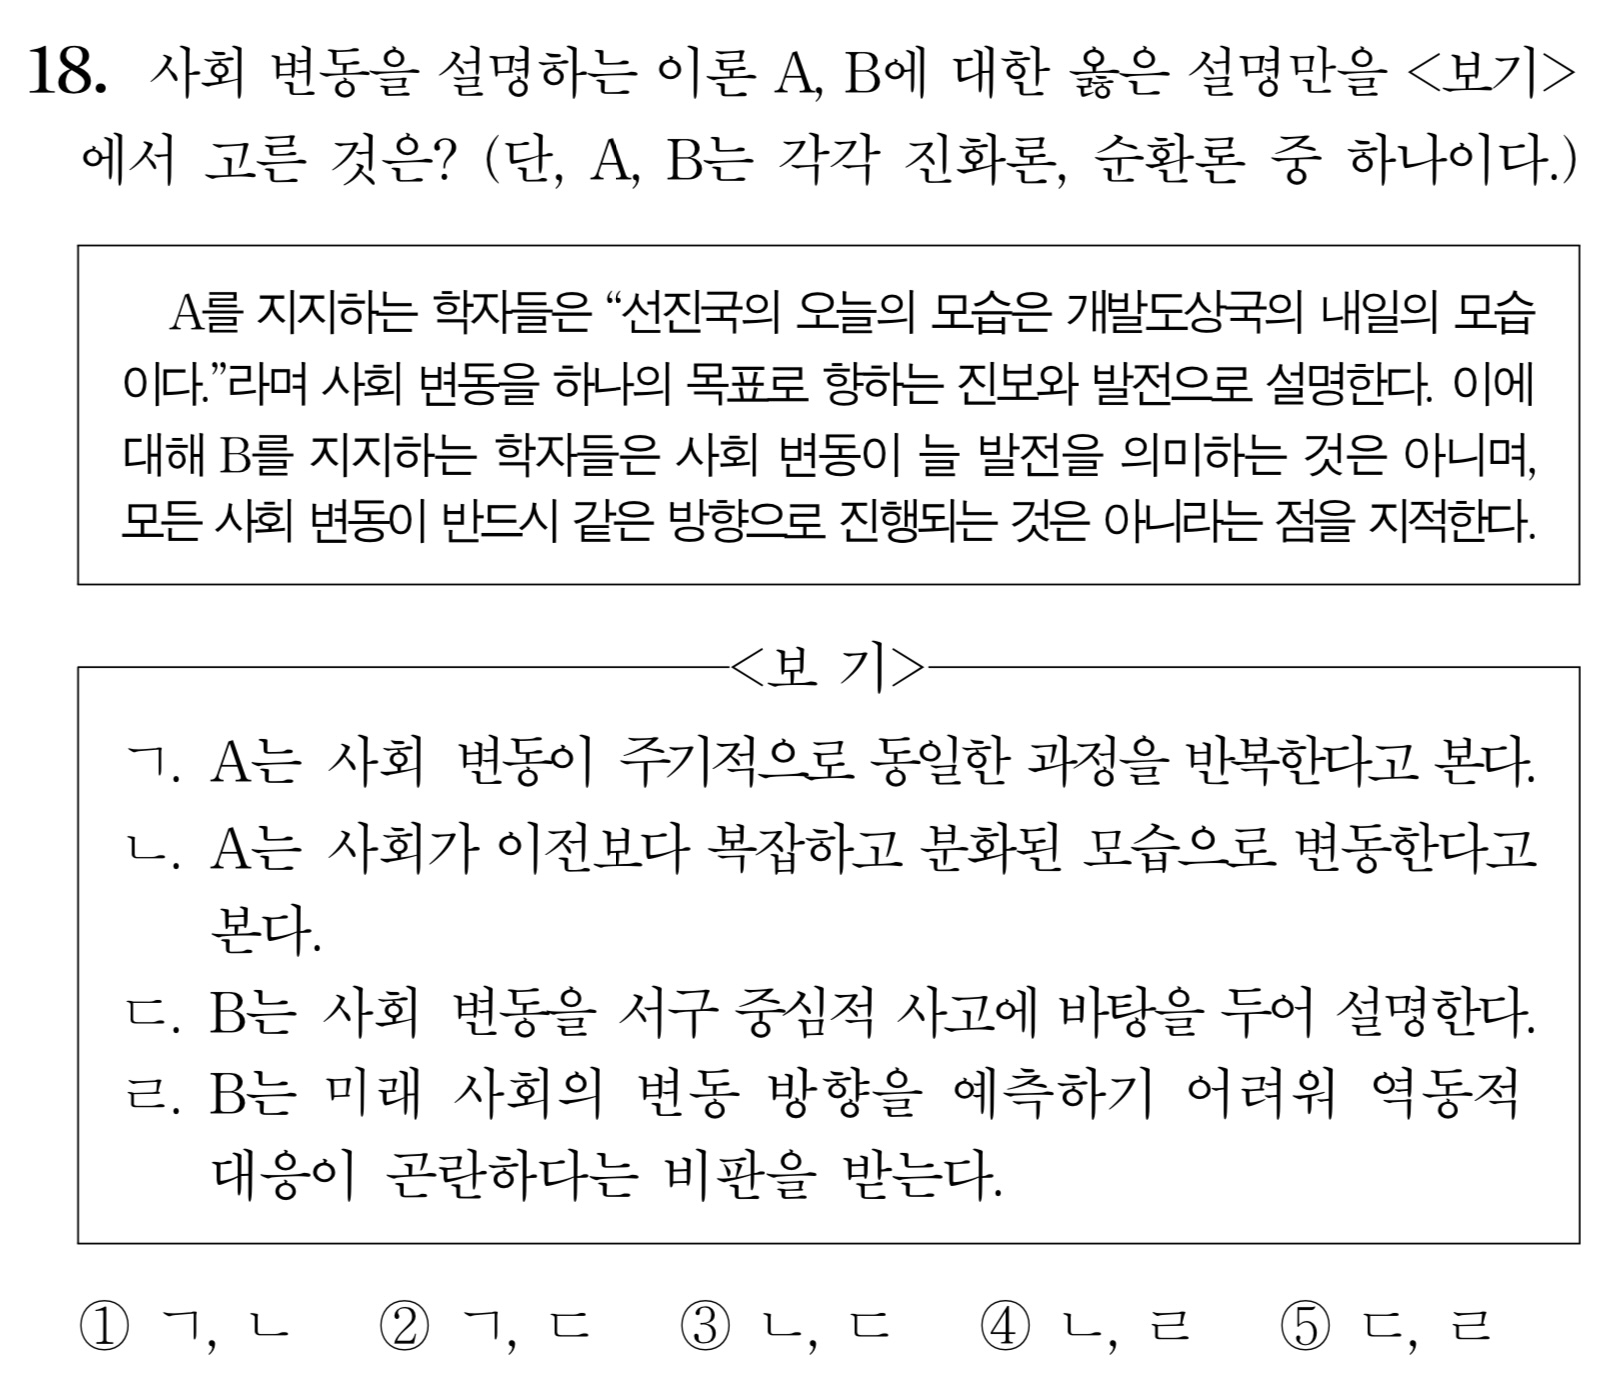 18. 사회 변동을 설명하는 이론 A, B에 대한 옳은 설명만을 <보기>
에서 고른 것은? (단, A, B는 각각 진화론, 순환론 중 하나이다.)
A를 지지하는 학자들은 “선진국의 오늘의 모습은 개발도상국의 내일의 모습
이다.”라며 사회 변동을 하나의 목표로 향하는 진보와 발전으로 설명한다. 이에
대해 B를 지지하는 학자들은 사회 변동이 늘 발전을 의미하는 것은 아니며,
모든 사회 변동이 반드시 같은 방향으로 진행되는 것은 아니라는 점을 지적한다.
<보 기>
ㄱ. A는 사회 변동이 주기적으로 동일한 과정을 반복한다고 본다.
ㄴ. A는 사회가 이전보다 복잡하고 분화된 모습으로 변동한다고
본다.
ㄷ. B는 사회 변동을 서구 중심적 사고에 바탕을 두어 설명한다.
ㄹ. B는 미래 사회의 변동 방향을 예측하기 어려워 역동적
대응이 곤란하다는 비판을 받는다.
① ㄱ, ㄴ ② ㄱ, ㄷ ③ ㄴ, ㄷ ④ ㄴ, ㄹ ⑤ ㄷ, ㄹ